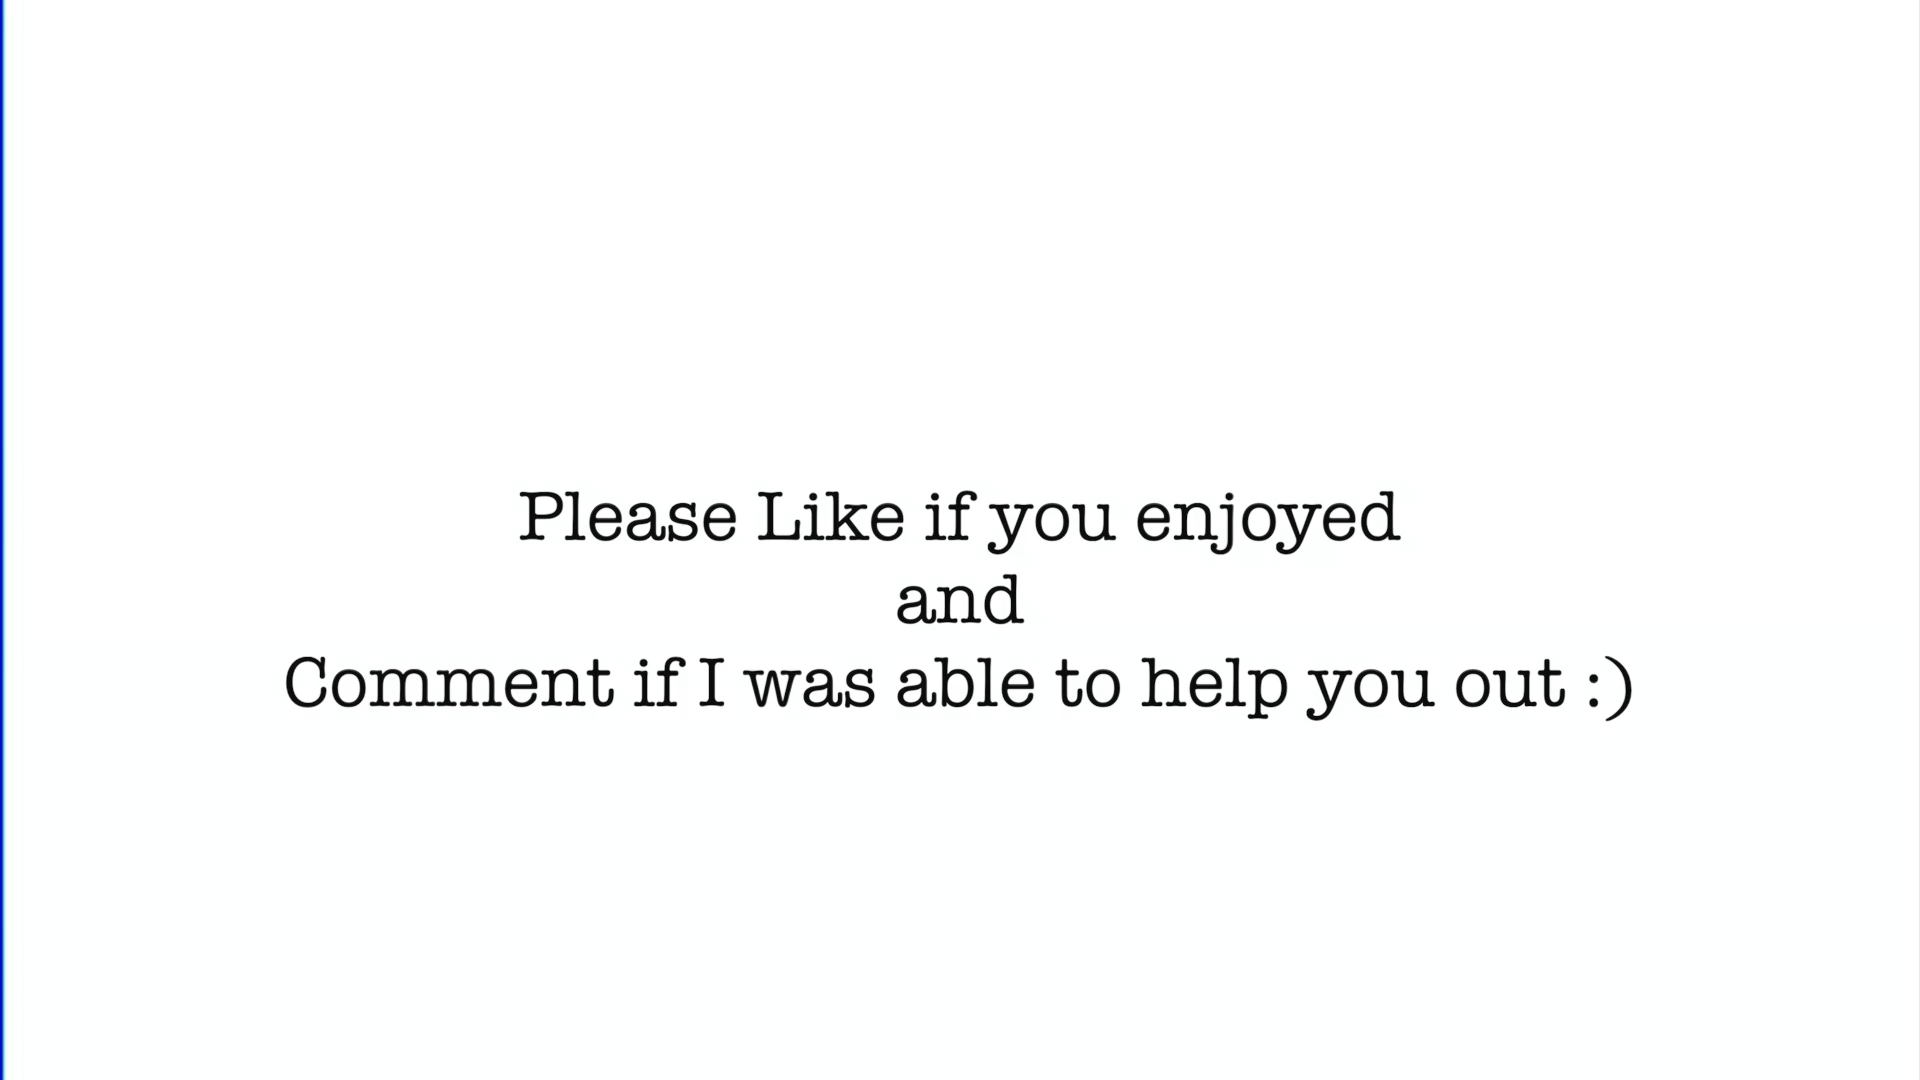 Please Like if you enjoyed
and
Comment if I was able to help you out :)